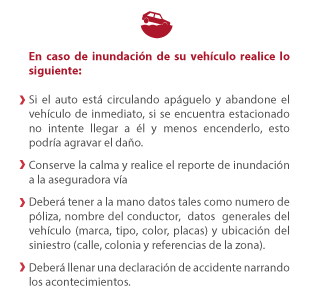 En caso de inundación de su vehículo realice lo
siguiente:
Si el auto está circulando apáguelo y abandone el
vehículo de inmediato, si se encuentra estacionado
no intente llegar a él y menos encenderlo, esto
podría agravar el daño.
Conserve la calma y realice el reporte de inundación
a la aseguradora vía
Deberá tener a la mano datos tales como numero de
póliza, nombre del conductor, datos generales del
vehículo (marca, tipo, color, placas) y ubicación del
siniestro (calle, colonia y referencias de la zona).
Deberá llenar una declaración de accidente narrando
los acontecimientos.